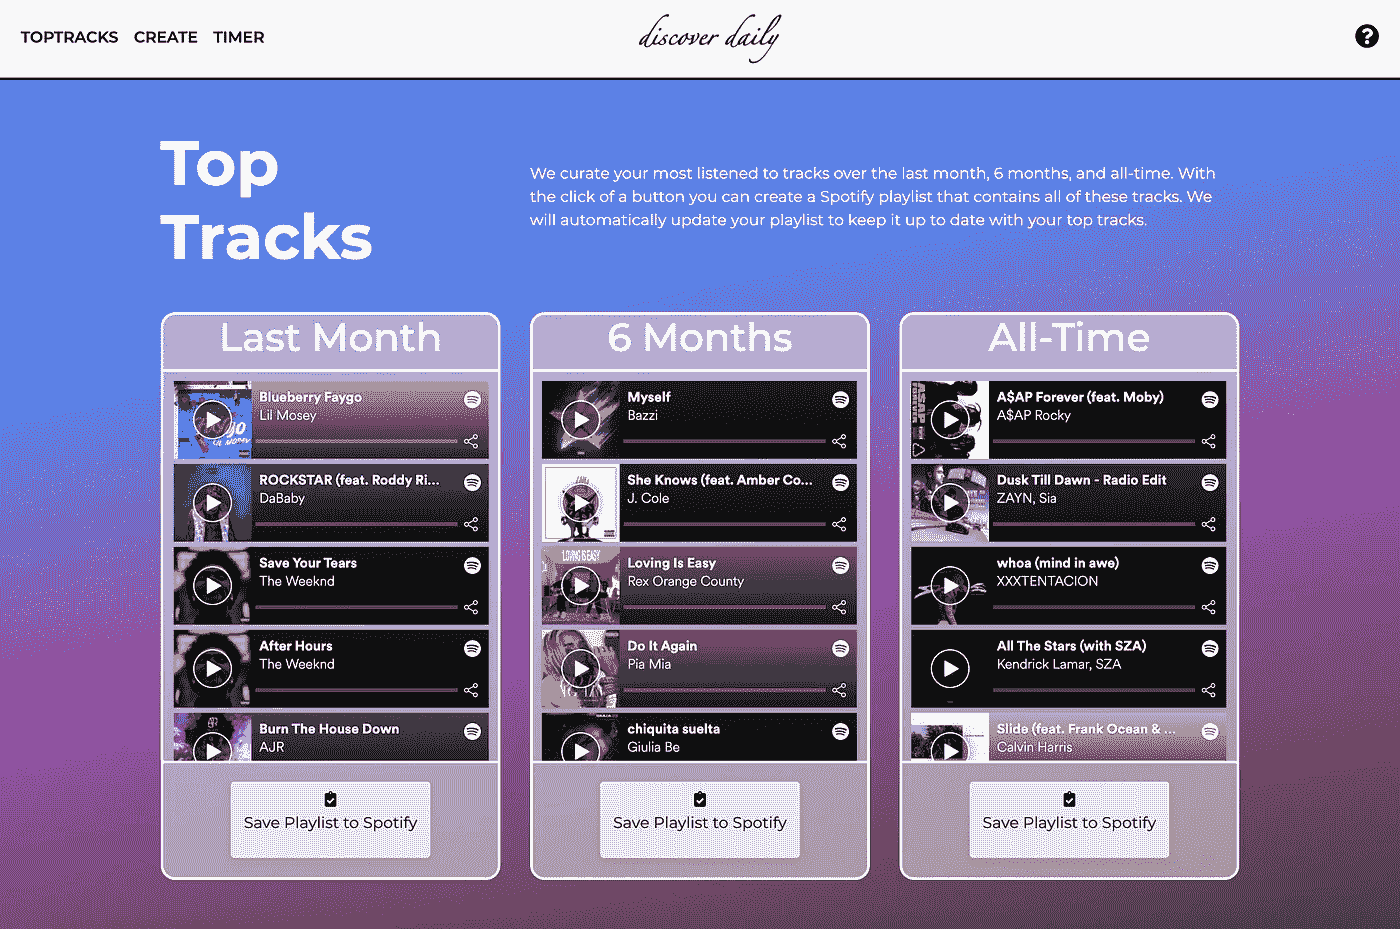 TOPTRACKS CREATE TIMER
discover daily
?
Top
Tracks
We curate your most listened to tracks over the last month, 6 months, and all-time. With
the click of a button you can create a Spotify playlist that contains all of these tracks. We
will automatically update your playlist to keep it up to date with your top tracks.
Last Month
Blueberry Faygo
Lil Mosey
ROCKSTAR (feat. Roddy Ri...
DaBaby
Save Your Tears
The Weeknd
After Hours
The Weeknd
Burn The House Down
AJR
Save Playlist to Spotify
6 Months
Myself
Bazzi
She Knows (feat. Amber Co...
J. Cole
LOVING IS EASY
Loving Is Easy
Rex Orange County
Do It Again
Pia Mia
chiquita suelta
Giulia Be
Save Playlist to Spotify
All-Time
A$AP Forever (feat. Moby)
A$AP Rocky
Dusk Till Dawn - Radio Edit
ZAYN, Sia
whoa (mind in awe)
XXXTENTACION
All The Stars (with SZA)
Kendrick Lamar, SZA
Slide (feat. Frank Ocean & ...
Calvin Harris
Save Playlist to Spotify